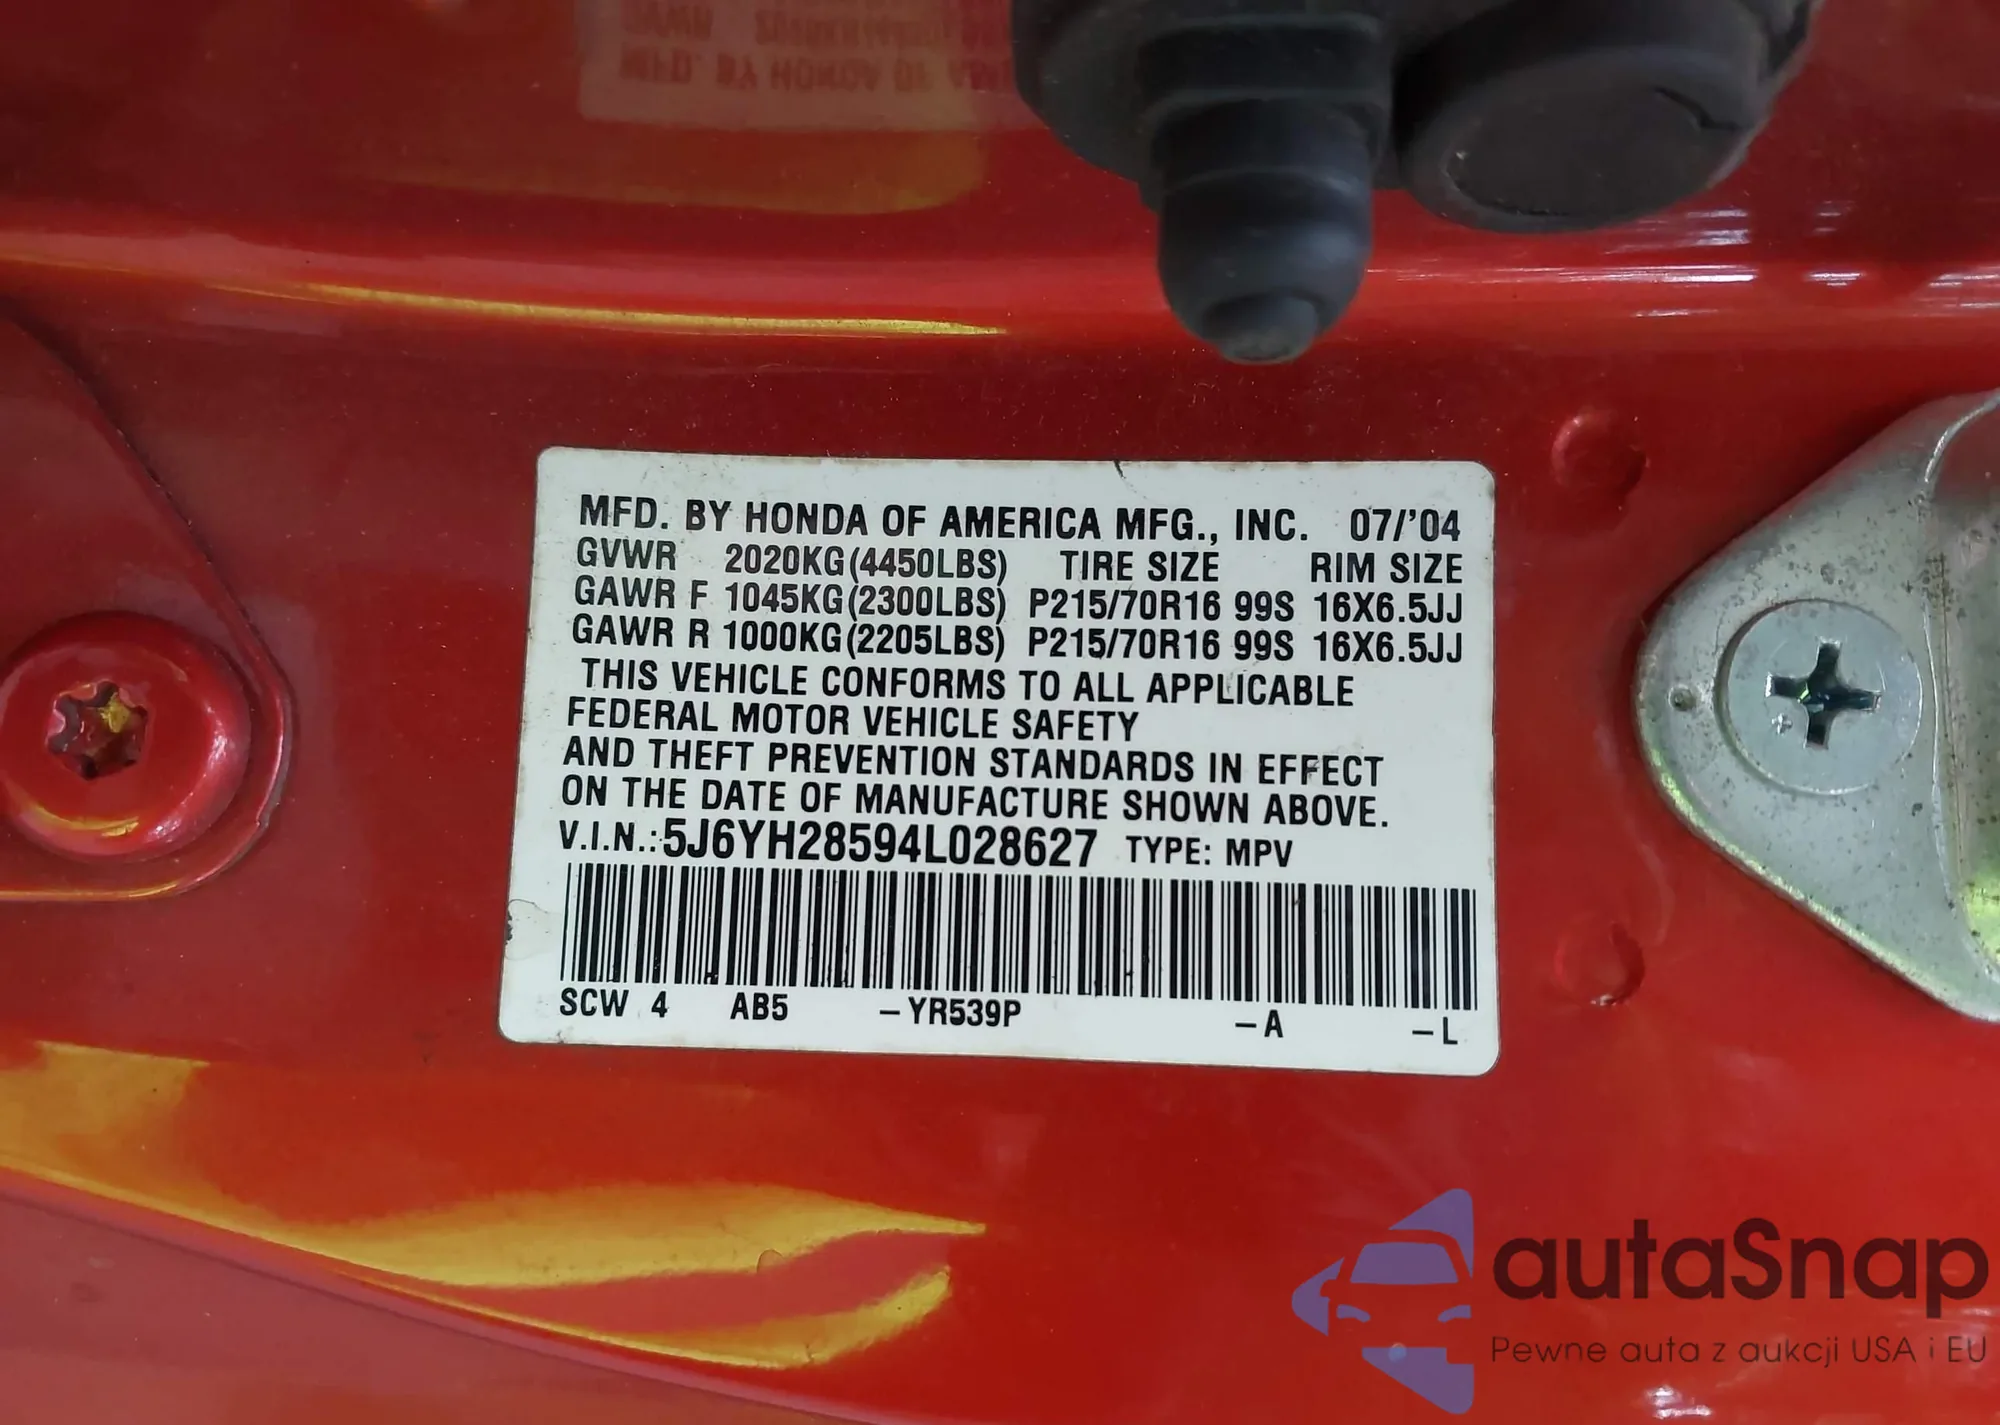 MFD. BY HONDA OF AMERICA MFG., INC. 07/'04
GVWR 2020KG(4450LBS) TIRE SIZE RIM SIZE
GAWR F 1045KG(2300LBS) P215/70R16 99S 16X6.5JJ
GAWR R 1000KG(2205LBS) P215/70R16 99S 16X6.5JJ
THIS VEHICLE CONFORMS TO ALL APPLICABLE
FEDERAL MOTOR VEHICLE SAFETY
AND THEFT PREVENTION STANDARDS IN EFFECT
ON THE DATE OF MANUFACTURE SHOWN ABOVE.
V.I.N.:5J6YH28594L028627 TYPE: MPV
SCW 4 AB5 –YR539P –A –L
autaSnap
Pewne auta z aukcji USA i EU